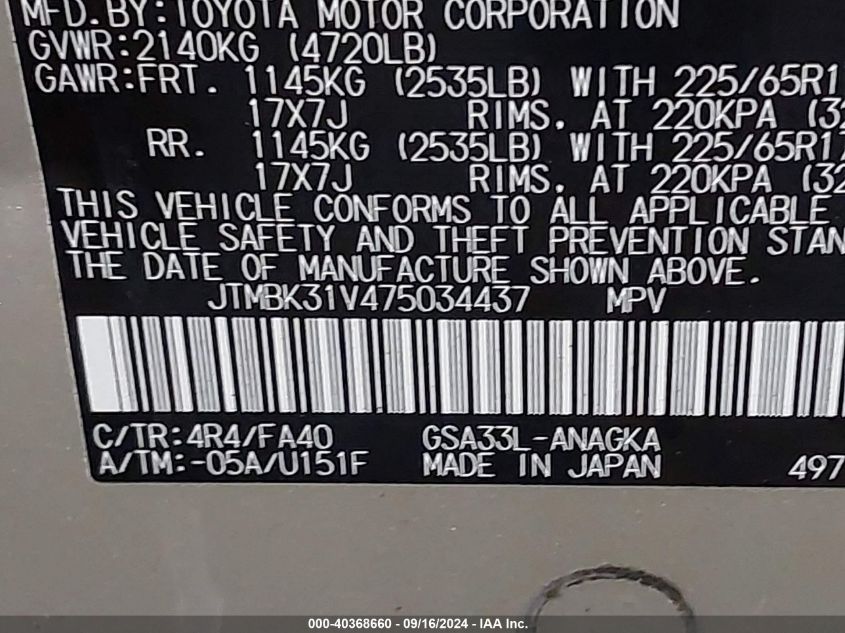 MFD. BY: TOYOTA MOTOR CORPORATION
GVWR: 2140KG (4720LB)
GAWR: FRT. 1145KG (2535LB) WITH 225/65R1
17X7J RIMS, AT 220KPA (32
RR. 1145KG (2535LB) WITH 225/65R17
17X7J RIMS, AT 220KPA (32
THIS VEHICLE CONFORMS TO ALL APPLICABLE
VEHICLE SAFETY AND THEFT PREVENTION STAN
THE DATE OF MANUFACTURE SHOWN ABOVE.
JTMBK31V475034437 MPV
C/TR: 4R4/FA40 GSA33L-ANAGKA
A/TM: -05A/U151F MADE IN JAPAN 497
000-40368660 - 09/16/2024 - IAA Inc.